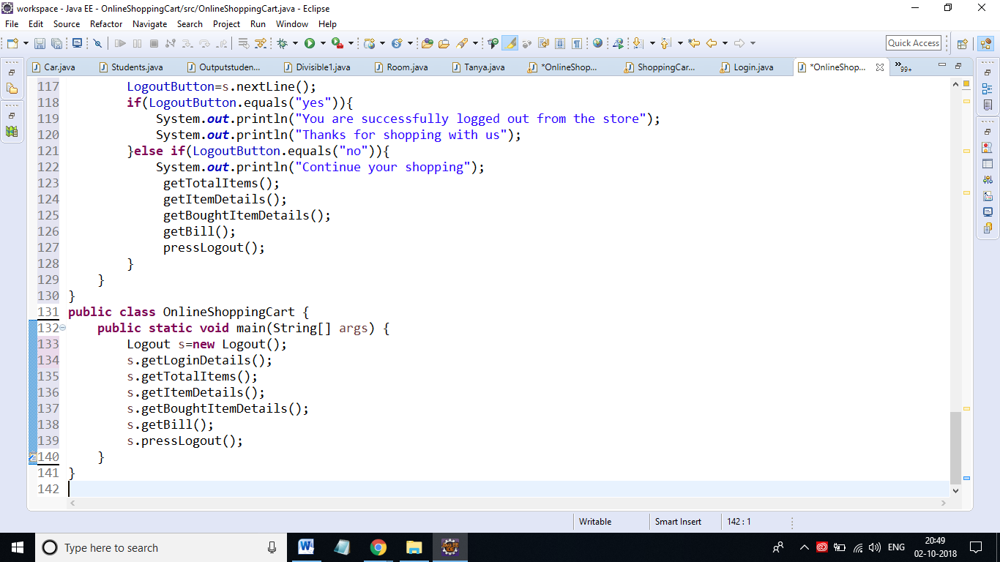 workspace - Java EE - OnlineShoppingCart/src/OnlineShoppingCart.java - Eclipse
File Edit Source Refactor Navigate Search Project Run Window Help
Quick Access
Car.java Students.java Outputstuden... Divisible1.java Room.java Tanya.java *OnlineShop... ShoppingCar... Login.java *OnlineShop... »99+
117 LogoutButton=s.nextLine();
118 if(LogoutButton.equals("yes")){
119 System.out.println("You are successfully logged out from the store");
120 System.out.println("Thanks for shopping with us");
121 }else if(LogoutButton.equals("no")){
122 System.out.println("Continue your shopping");
123 getTotalItems();
124 getItemDetails();
125 getBoughtItemDetails();
126 getBill();
127 pressLogout();
128 }
129 }
130 }
131 public class OnlineShoppingCart {
132 public static void main(String[] args) {
133 Logout s=new Logout();
134 s.getLoginDetails();
135 s.getTotalItems();
136 s.getItemDetails();
137 s.getBoughtItemDetails();
138 s.getBill();
139 s.pressLogout();
140 }
141 }
142
Writable Smart Insert 142 : 1
Type here to search
ENG
20:49
02-10-2018